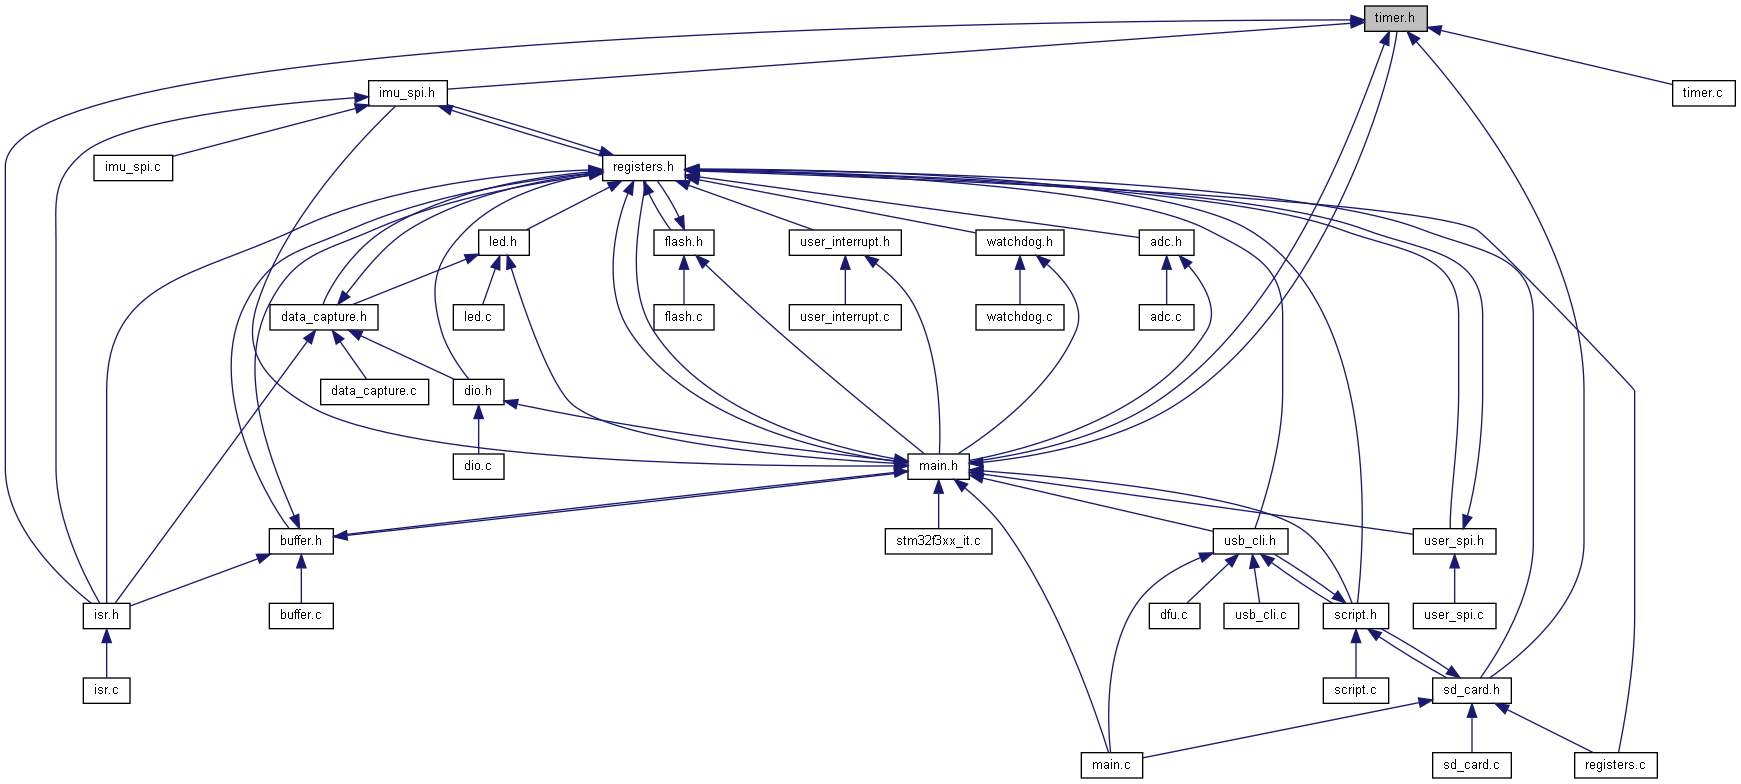 timer.h
imu_spi.h
timer.c
imu_spi.c
registers.h
led.h
flash.h
user_interrupt.h
watchdog.h
adc.h
data_capture.h
led.c
flash.c
user_interrupt.c
watchdog.c
adc.c
data_capture.c
dio.h
dio.c
main.h
buffer.h
stm32f3xx_it.c
usb_cli.h
user_spi.h
isr.h
buffer.c
dfu.c
usb_cli.c
script.h
user_spi.c
isr.c
script.c
sd_card.h
main.c
sd_card.c
registers.c